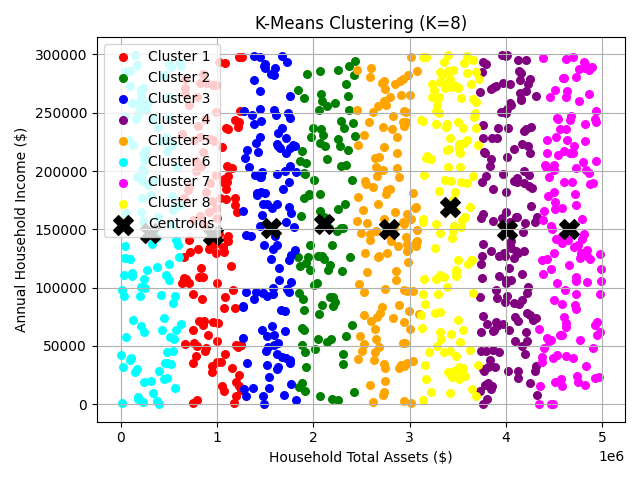 K-Means Clustering (K=8)
Annual Household Income ($)
300000
250000
200000
150000
100000
50000
0
Cluster 1
Cluster 2
Cluster 3
Cluster 4
Cluster 5
Cluster 6
Cluster 7
Cluster 8
Centroids
0 1 2 3 4 5
1e6
Household Total Assets ($)